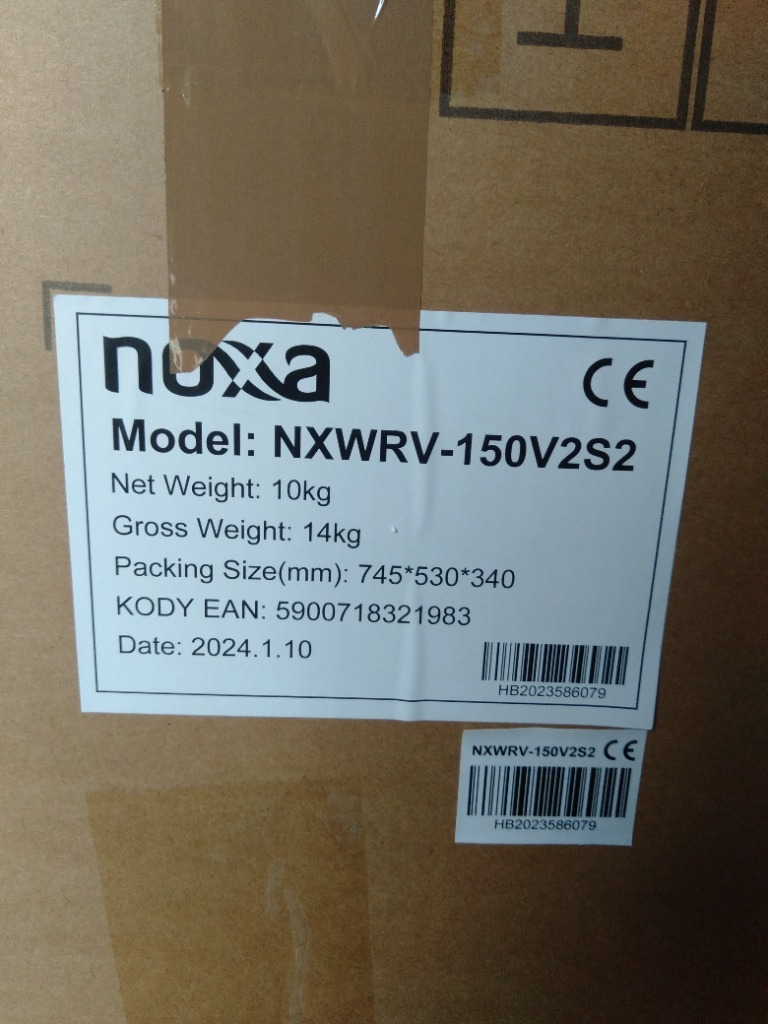 noxa
CE
Model: NXWRV-150V2S2
Net Weight: 10kg
Gross Weight: 14kg
Packing Size(mm): 745*530*340
KODY EAN: 5900718321983
Date: 2024.1.10
HB2023586079
NXWRV-150V2S2 CE
HB2023586079